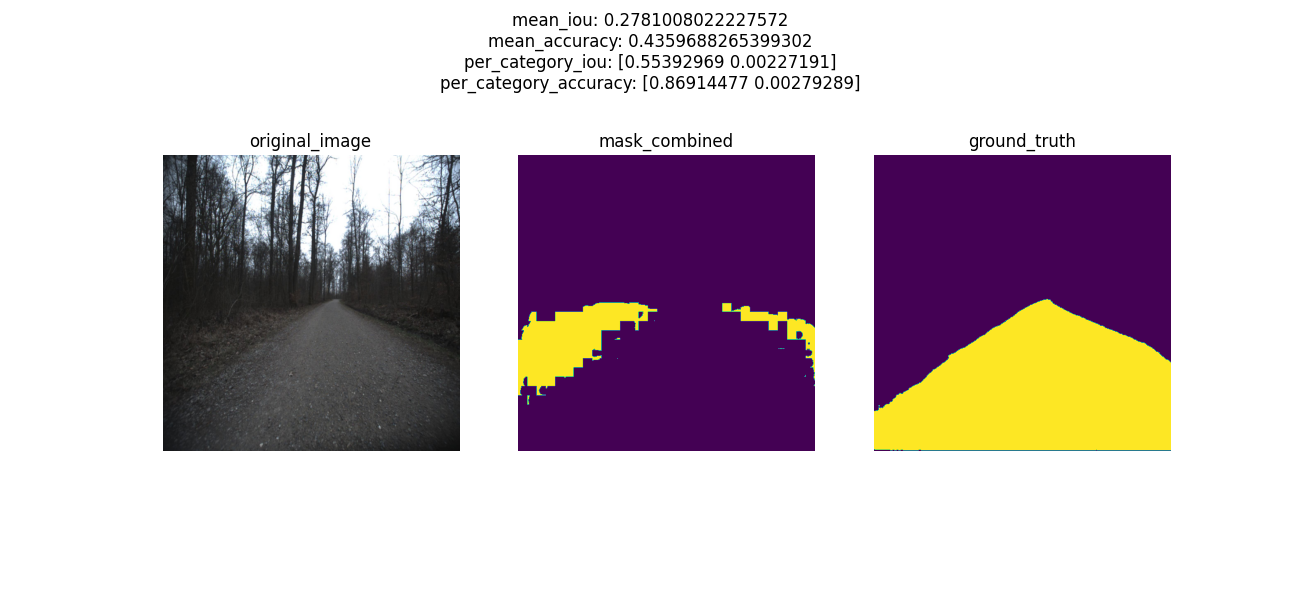 mean_iou: 0.2781008022227572
mean_accuracy: 0.4359688265399302
per_category_iou: [0.55392969 0.00227191]
per_category_accuracy: [0.86914477 0.00279289]
original_image
mask_combined
ground_truth